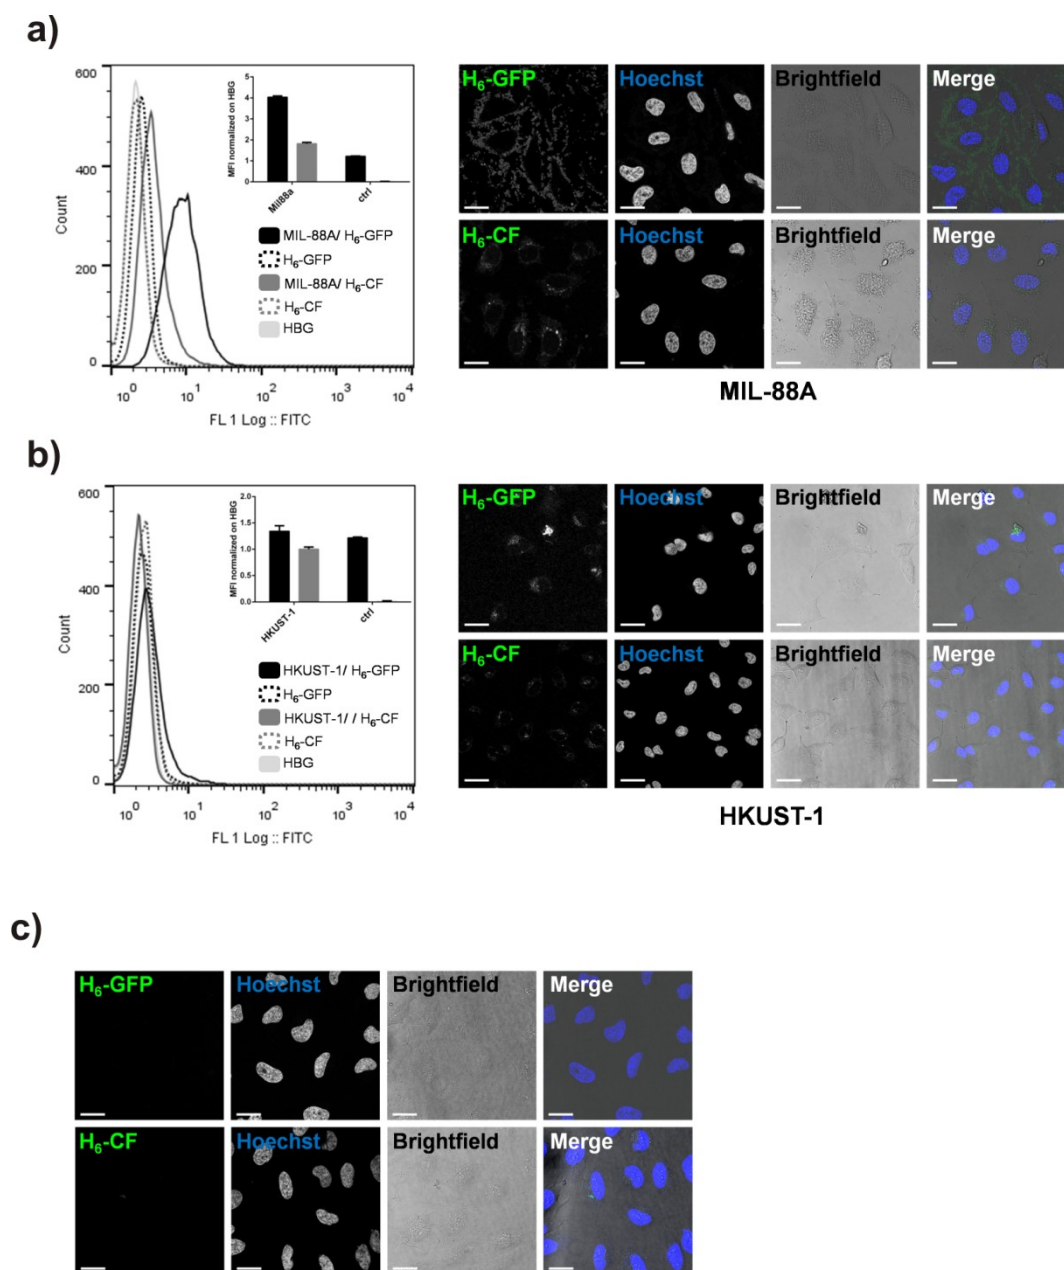 a)
600
400
200
0
Count
10^0 10^1 10^2 10^3 10^4
FL 1 Log :: FITC
5
4
3
2
1
0
MFI normalized on HBG
Mil88a ctrl
MIL-88A/ H6-GFP
H6-GFP
MIL-88A/ H6-CF
H6-CF
HBG
H6-GFP Hoechst Brightfield Merge
H6-CF Hoechst Brightfield Merge
MIL-88A
b)
600
400
200
0
Count
10^0 10^1 10^2 10^3 10^4
FL 1 Log :: FITC
2.0
1.5
1.0
0.5
0.0
MFI normalized on HBG
HKUST-1 ctrl
HKUST-1/ H6-GFP
H6-GFP
HKUST-1/ / H6-CF
H6-CF
HBG
H6-GFP Hoechst Brightfield Merge
H6-CF Hoechst Brightfield Merge
HKUST-1
c)
H6-GFP Hoechst Brightfield Merge
H6-CF Hoechst Brightfield Merge